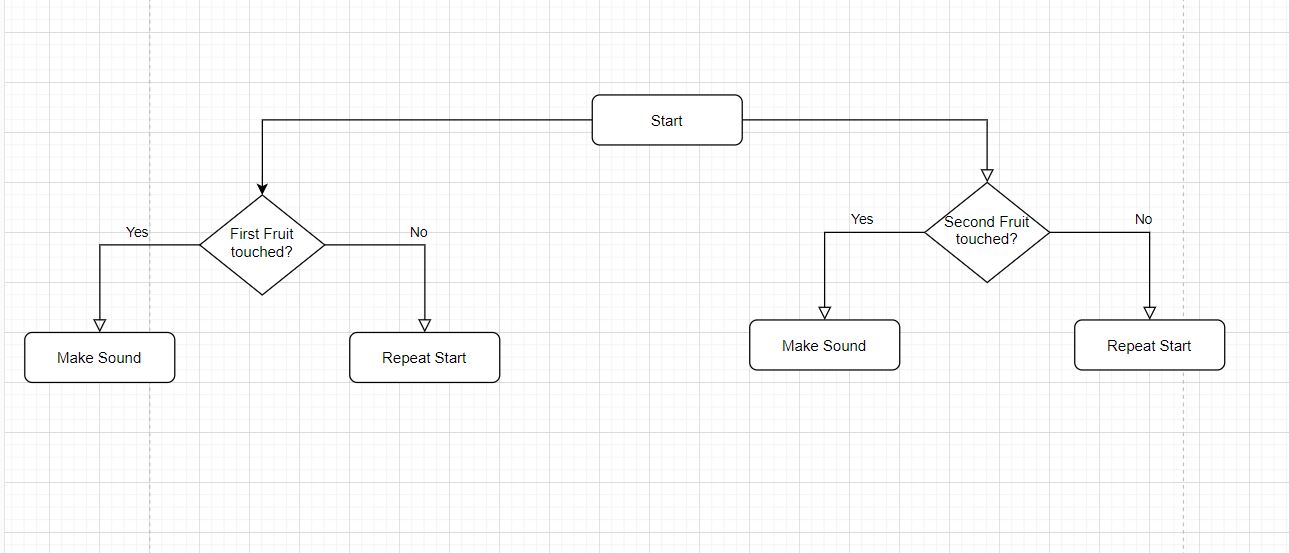 Start
Yes
First Fruit
touched?
No
Make Sound
Repeat Start
Yes
Second Fruit
touched?
No
Make Sound
Repeat Start